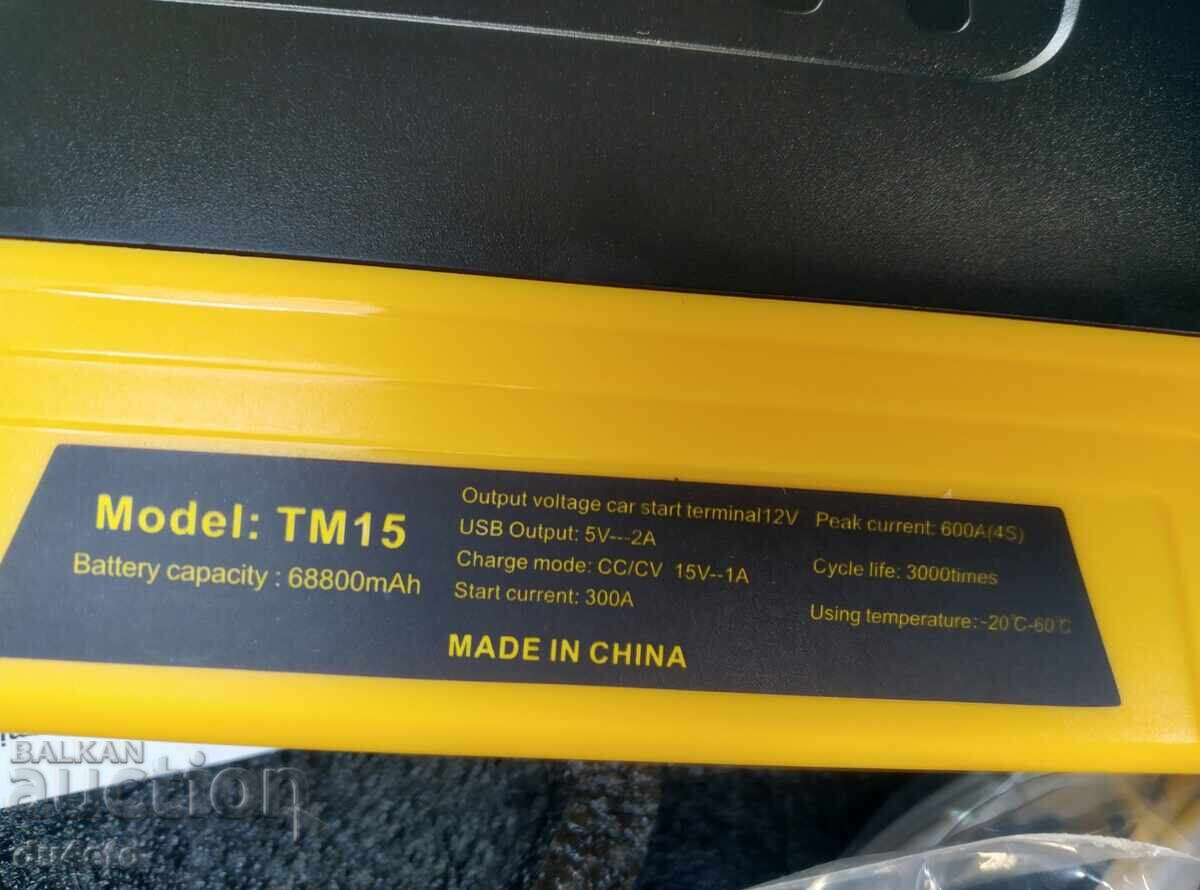 Model: TM15
Battery capacity : 68800mAh
Output voltage car start terminal12V
USB Output: 5V---2A
Charge mode: CC/CV 15V--1A
Start current: 300A
Peak current: 600A(4S)
Cycle life: 3000times
Using temperature:-20℃-60℃
MADE IN CHINA
BALKAN
auction